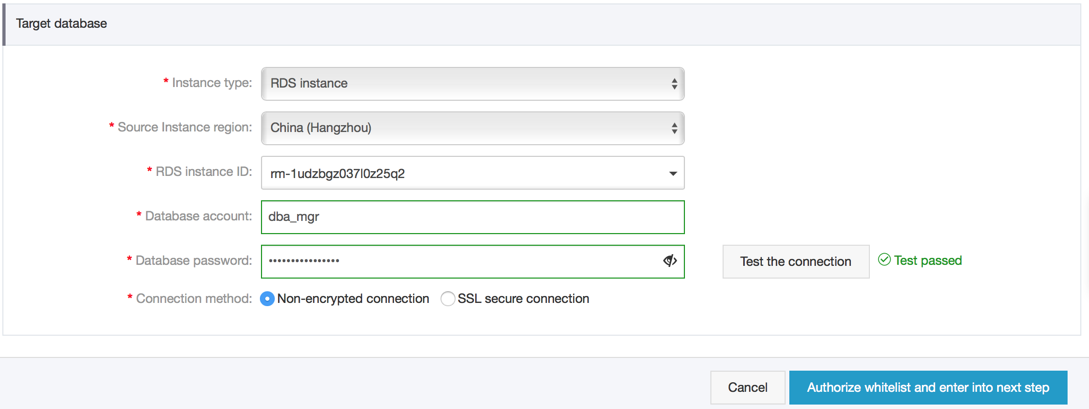 Target database
* Instance type: RDS instance
* Source Instance region: China (Hangzhou)
* RDS instance ID: rm-1udzbgz037l0z25q2
* Database account: dba_mgr
* Database password: •••••••••••••••• Test the connection Test passed
* Connection method: Non-encrypted connection SSL secure connection
Cancel Authorize whitelist and enter into next step